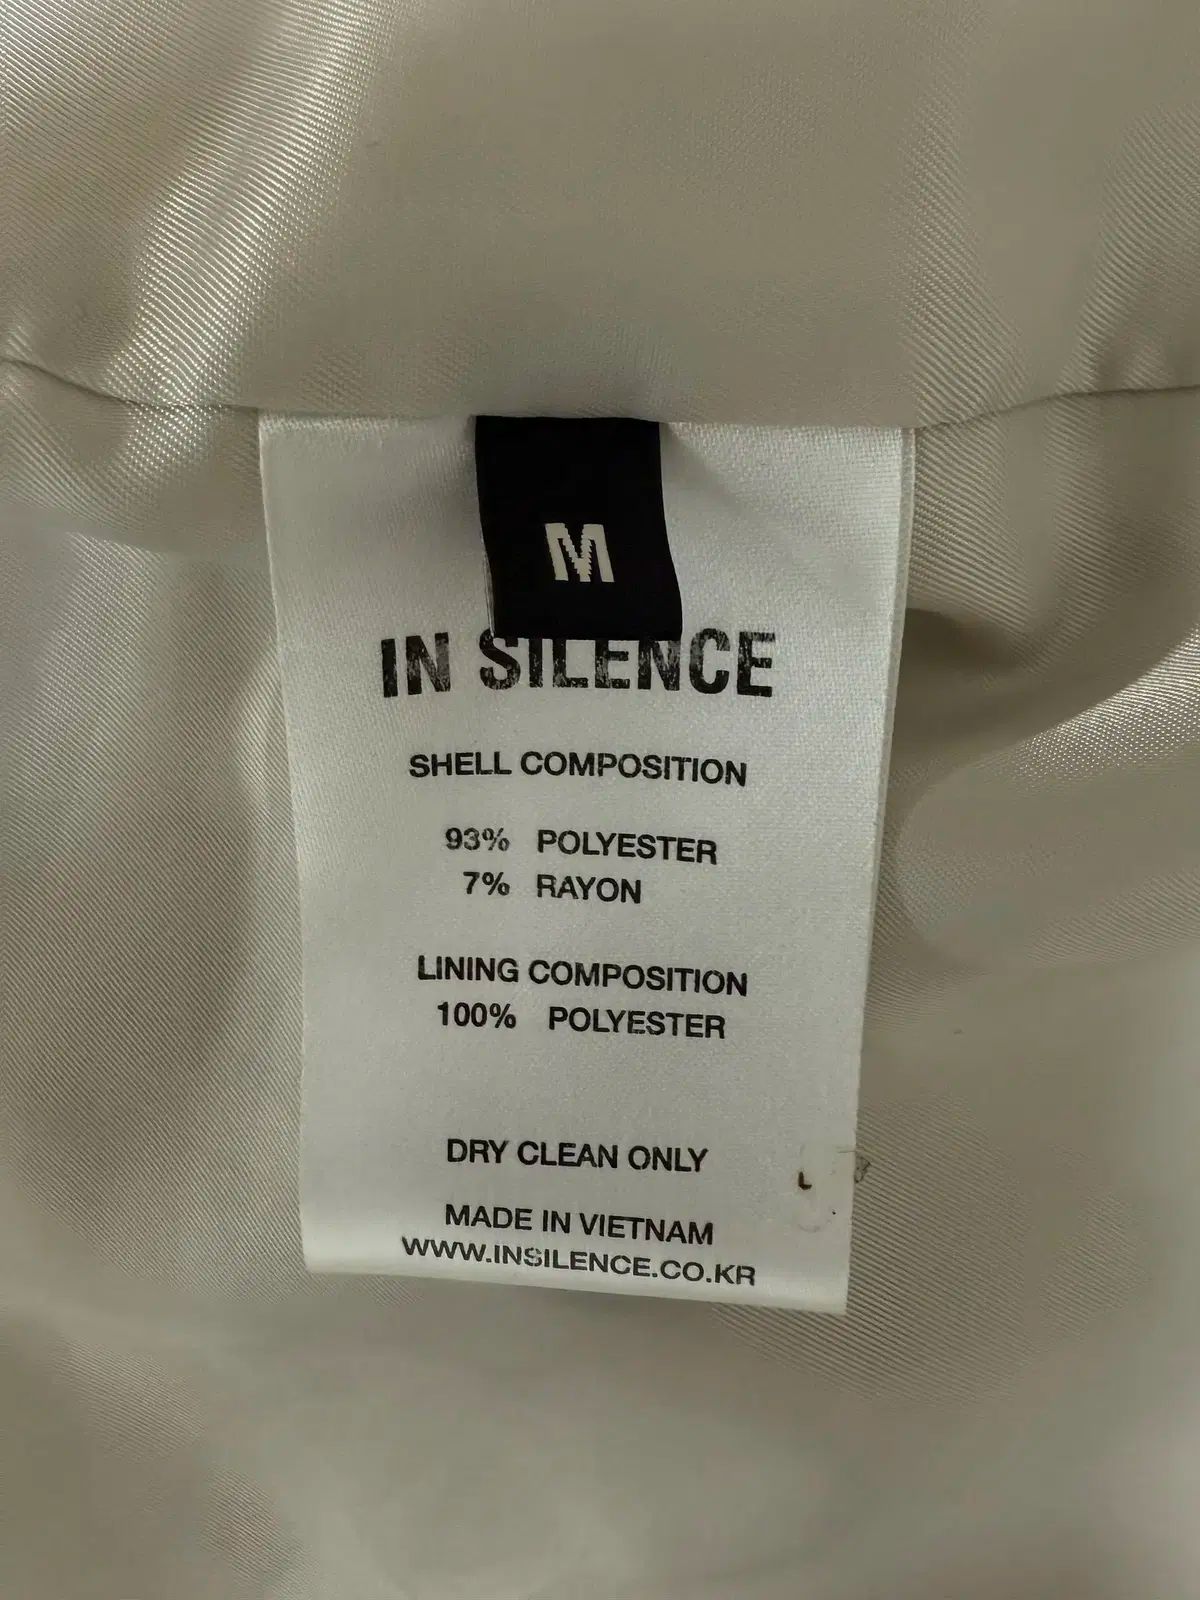 M
IN SILENCE
SHELL COMPOSITION
93% POLYESTER
7% RAYON
LINING COMPOSITION
100% POLYESTER
DRY CLEAN ONLY
MADE IN VIETNAM
WWW.INSILENCE.CO.KR